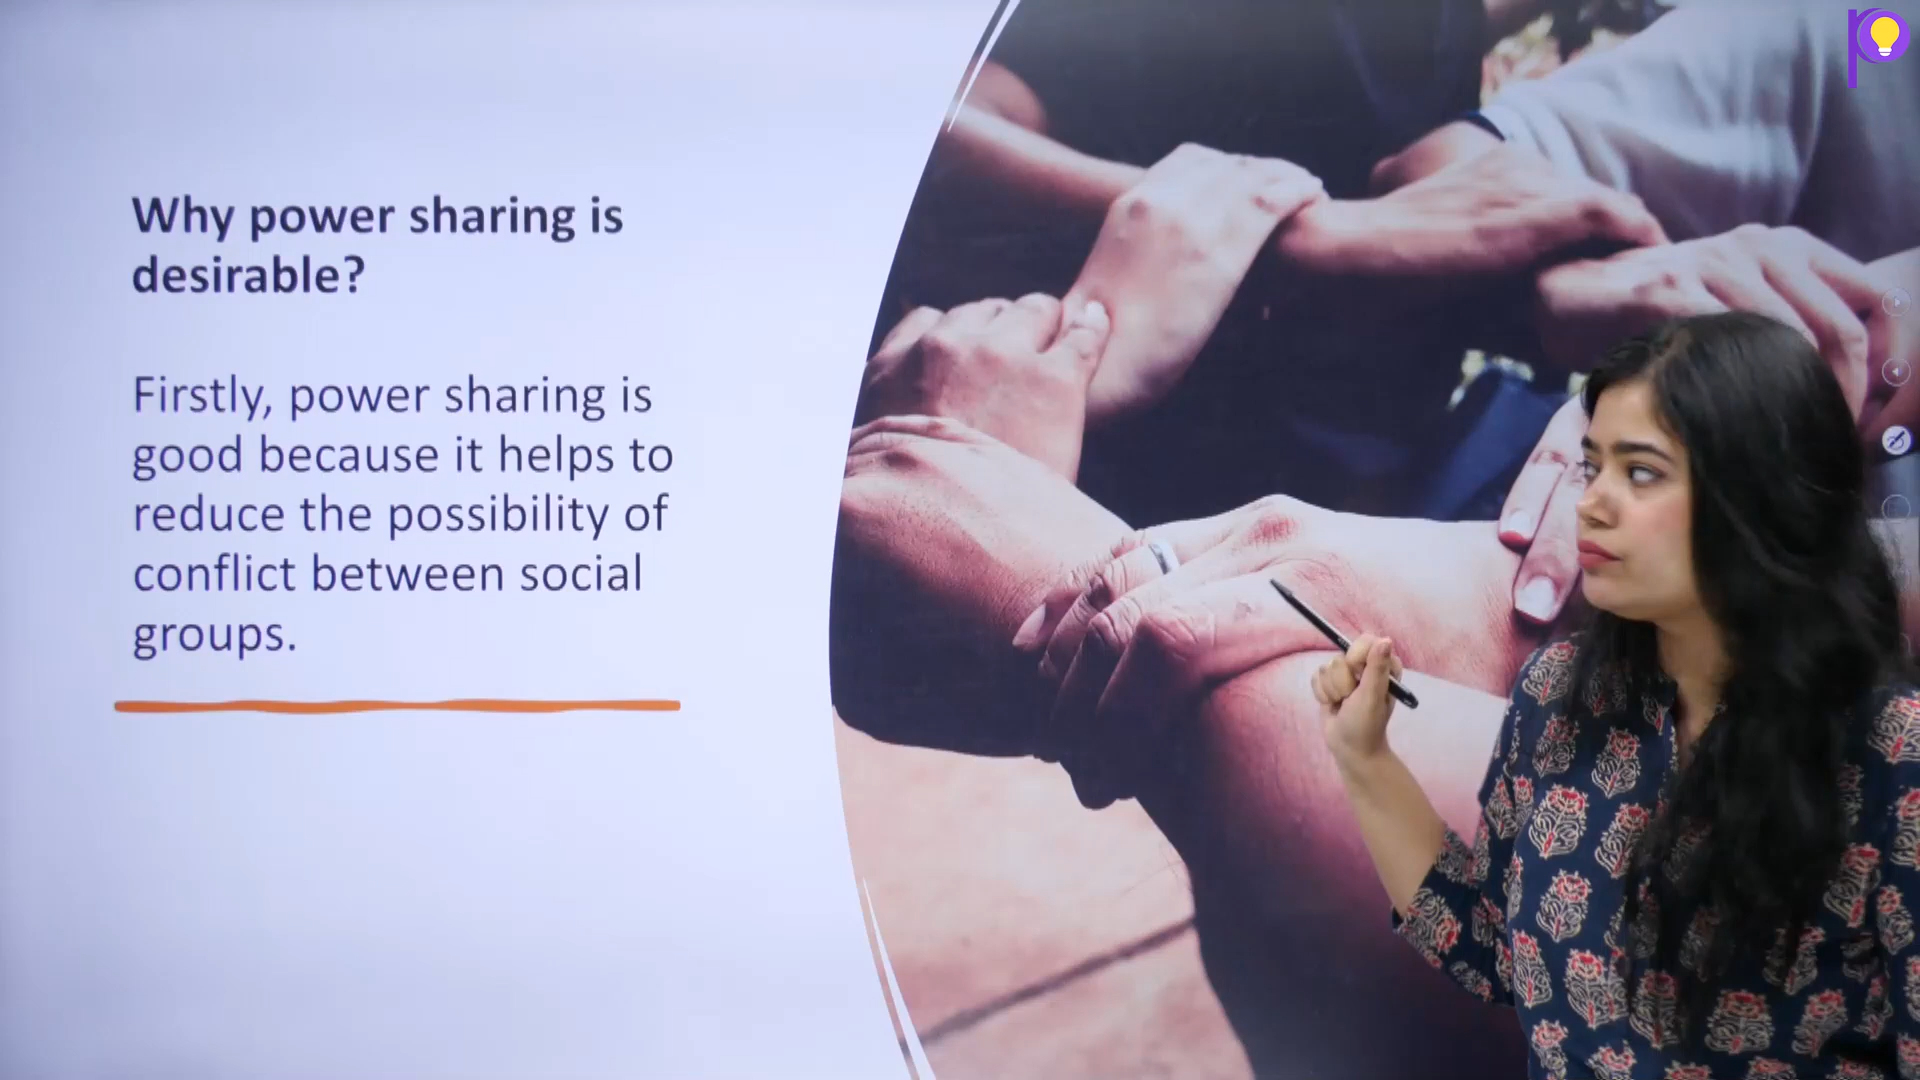 Why power sharing is
desirable?
Firstly, power sharing is
good because it helps to
reduce the possibility of
conflict between social
groups.